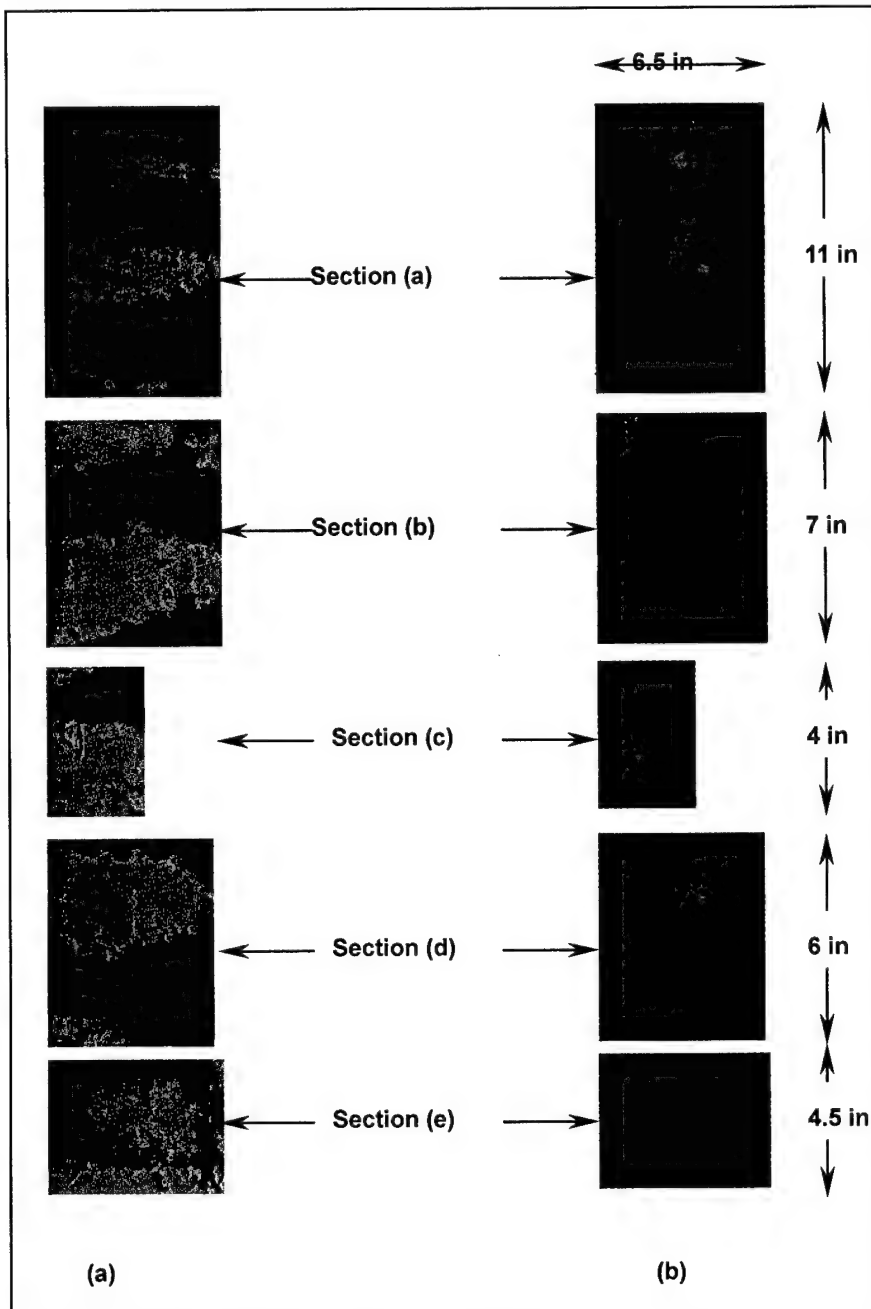 6.5 in
11 in
Section (a)
Section (b)
7 in
Section (c)
4 in
Section (d)
6 in
Section (e)
4.5 in
(a)
(b)